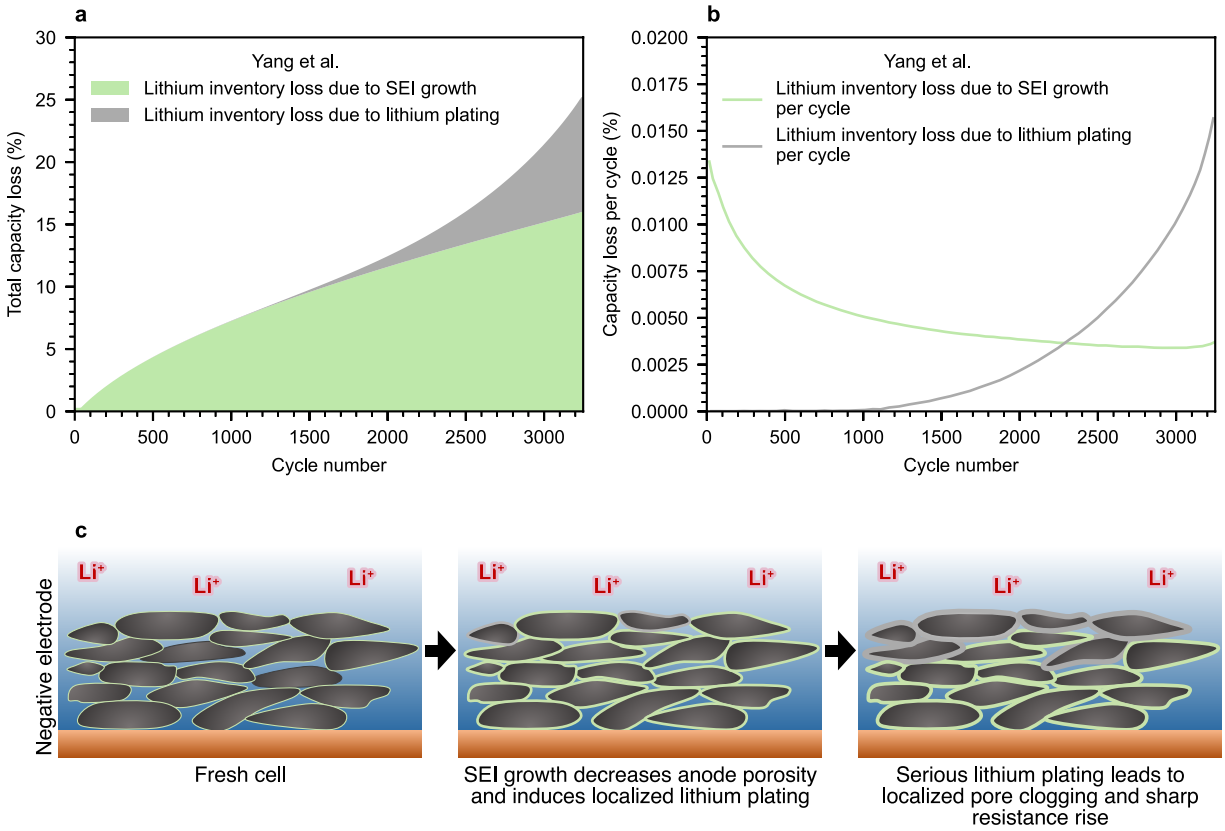 a
30
25
20
15
10
5
0
Total capacity loss (%)
Yang et al.
Lithium inventory loss due to SEI growth
Lithium inventory loss due to lithium plating
0 500 1000 1500 2000 2500 3000
Cycle number
b
0.0200
0.0175
0.0150
0.0125
0.0100
0.0075
0.0050
0.0025
0.0000
Capacity loss per cycle (%)
Yang et al.
Lithium inventory loss due to SEI growth
per cycle
Lithium inventory loss due to lithium plating
per cycle
0 500 1000 1500 2000 2500 3000
Cycle number
c
Negative electrode
Li⁺ Li⁺ Li⁺
Li⁺ Li⁺ Li⁺
Li⁺ Li⁺ Li⁺
Fresh cell
SEI growth decreases anode porosity
and induces localized lithium plating
Serious lithium plating leads to
localized pore clogging and sharp
resistance rise